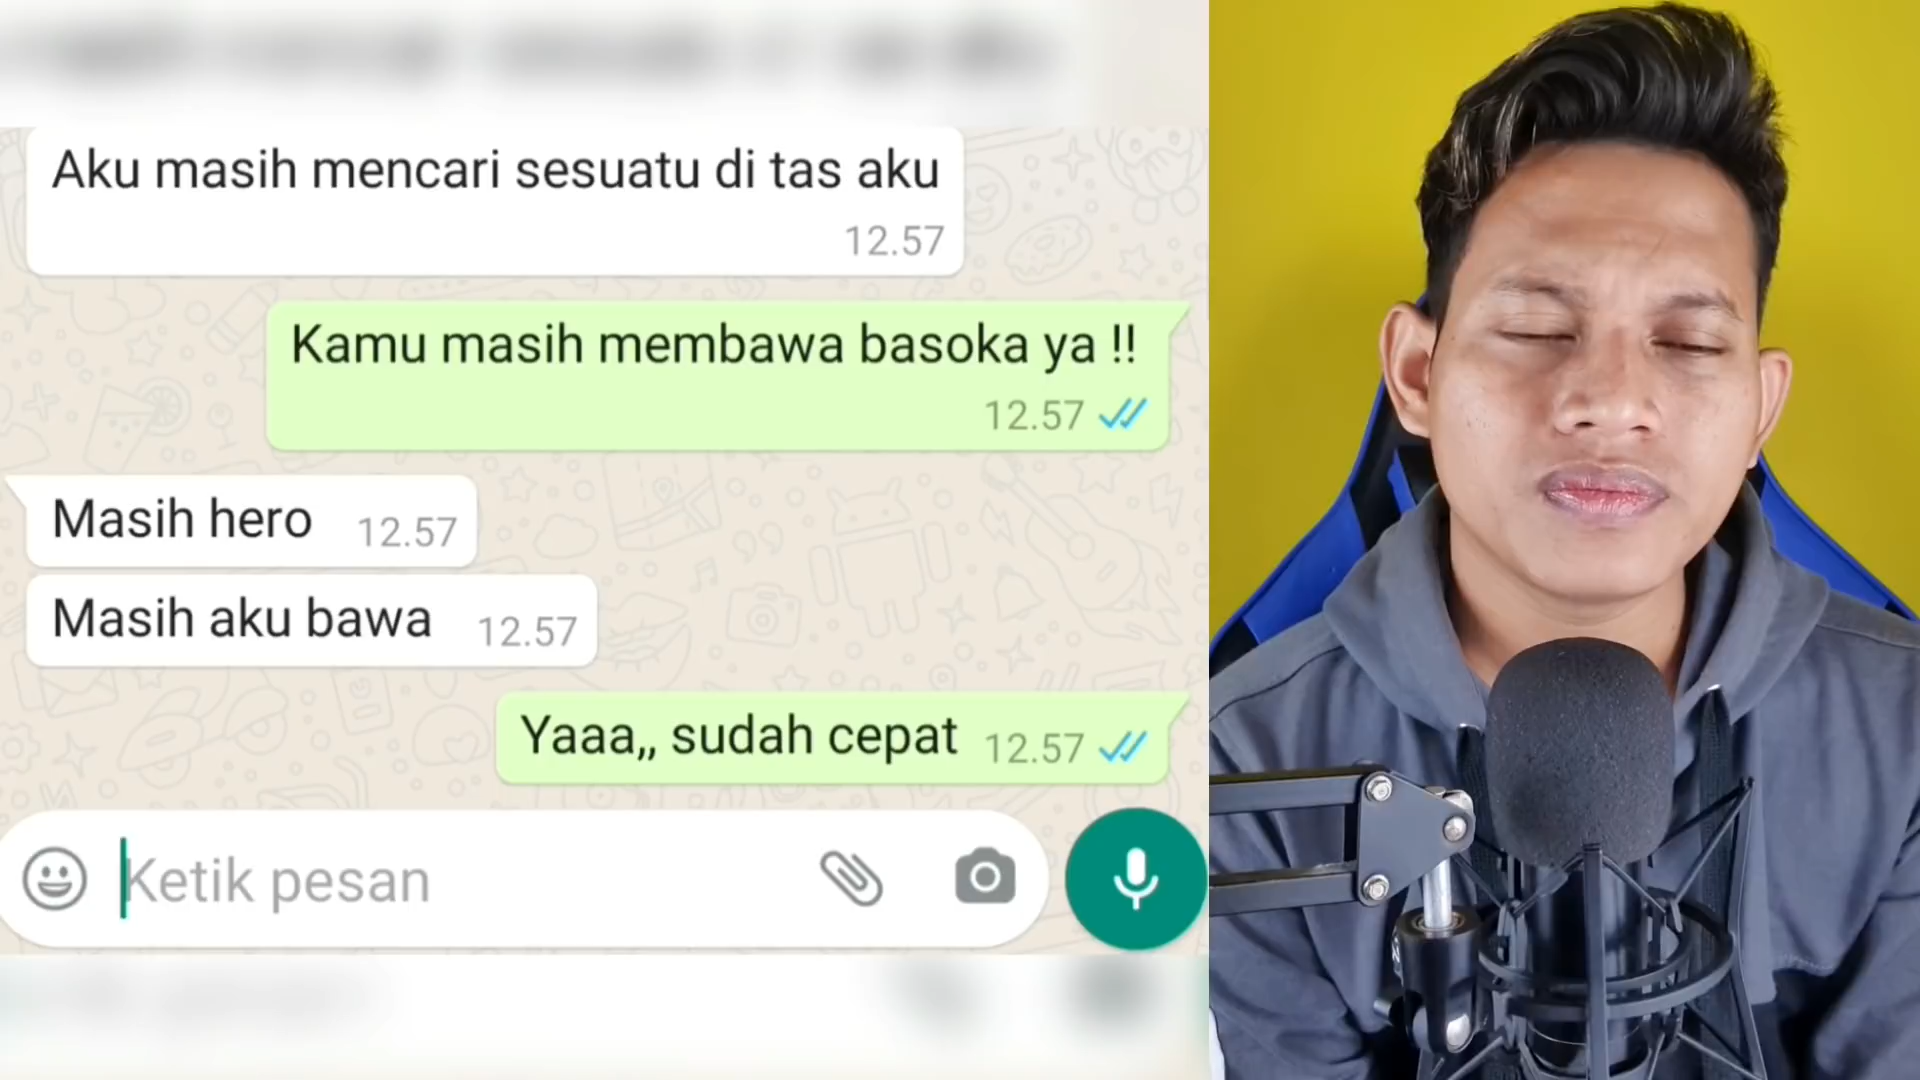 Aku masih mencari sesuatu di tas aku
12.57
Kamu masih membawa basoka ya !!
12.57
Masih hero 12.57
Masih aku bawa 12.57
Yaaa,, sudah cepat 12.57
Ketik pesan